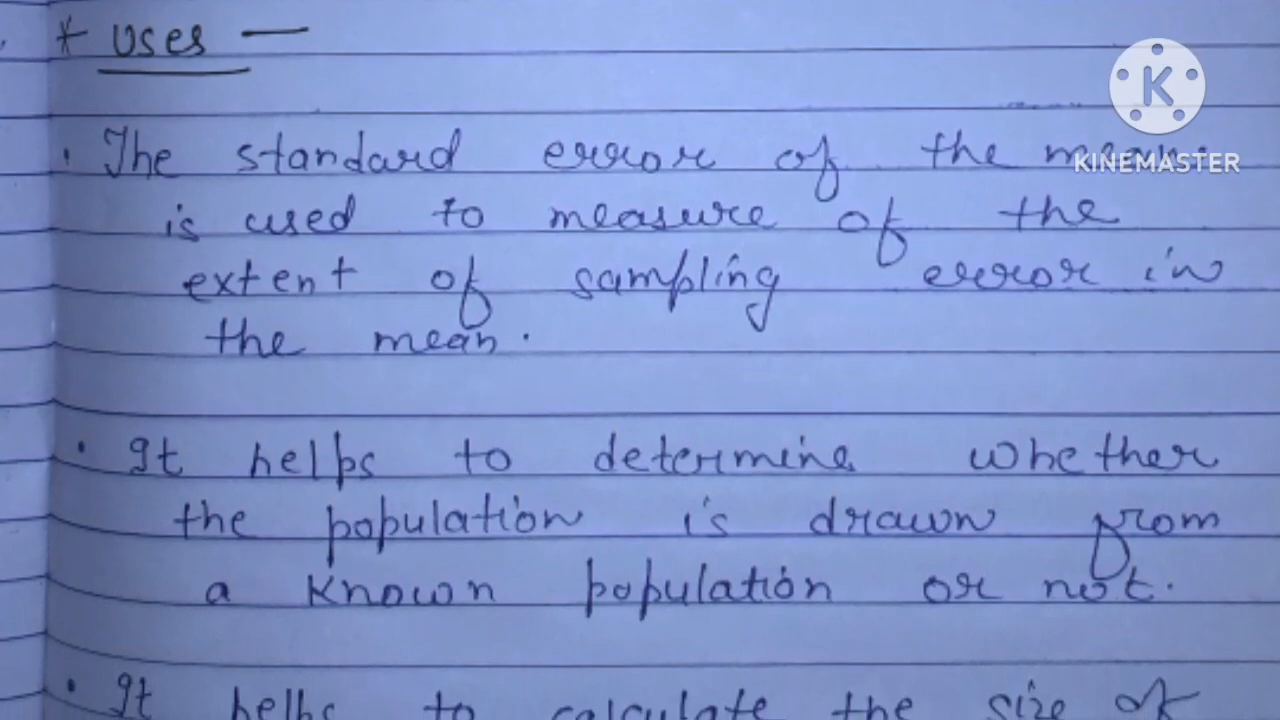 * Uses —
KINEMASTER
• The standard error of the mean
is used to measure of the
extent of sampling error in
the mean.
• It helps to determine whether
the population is drawn from
a known population or not.
• It helps to calculate the size of